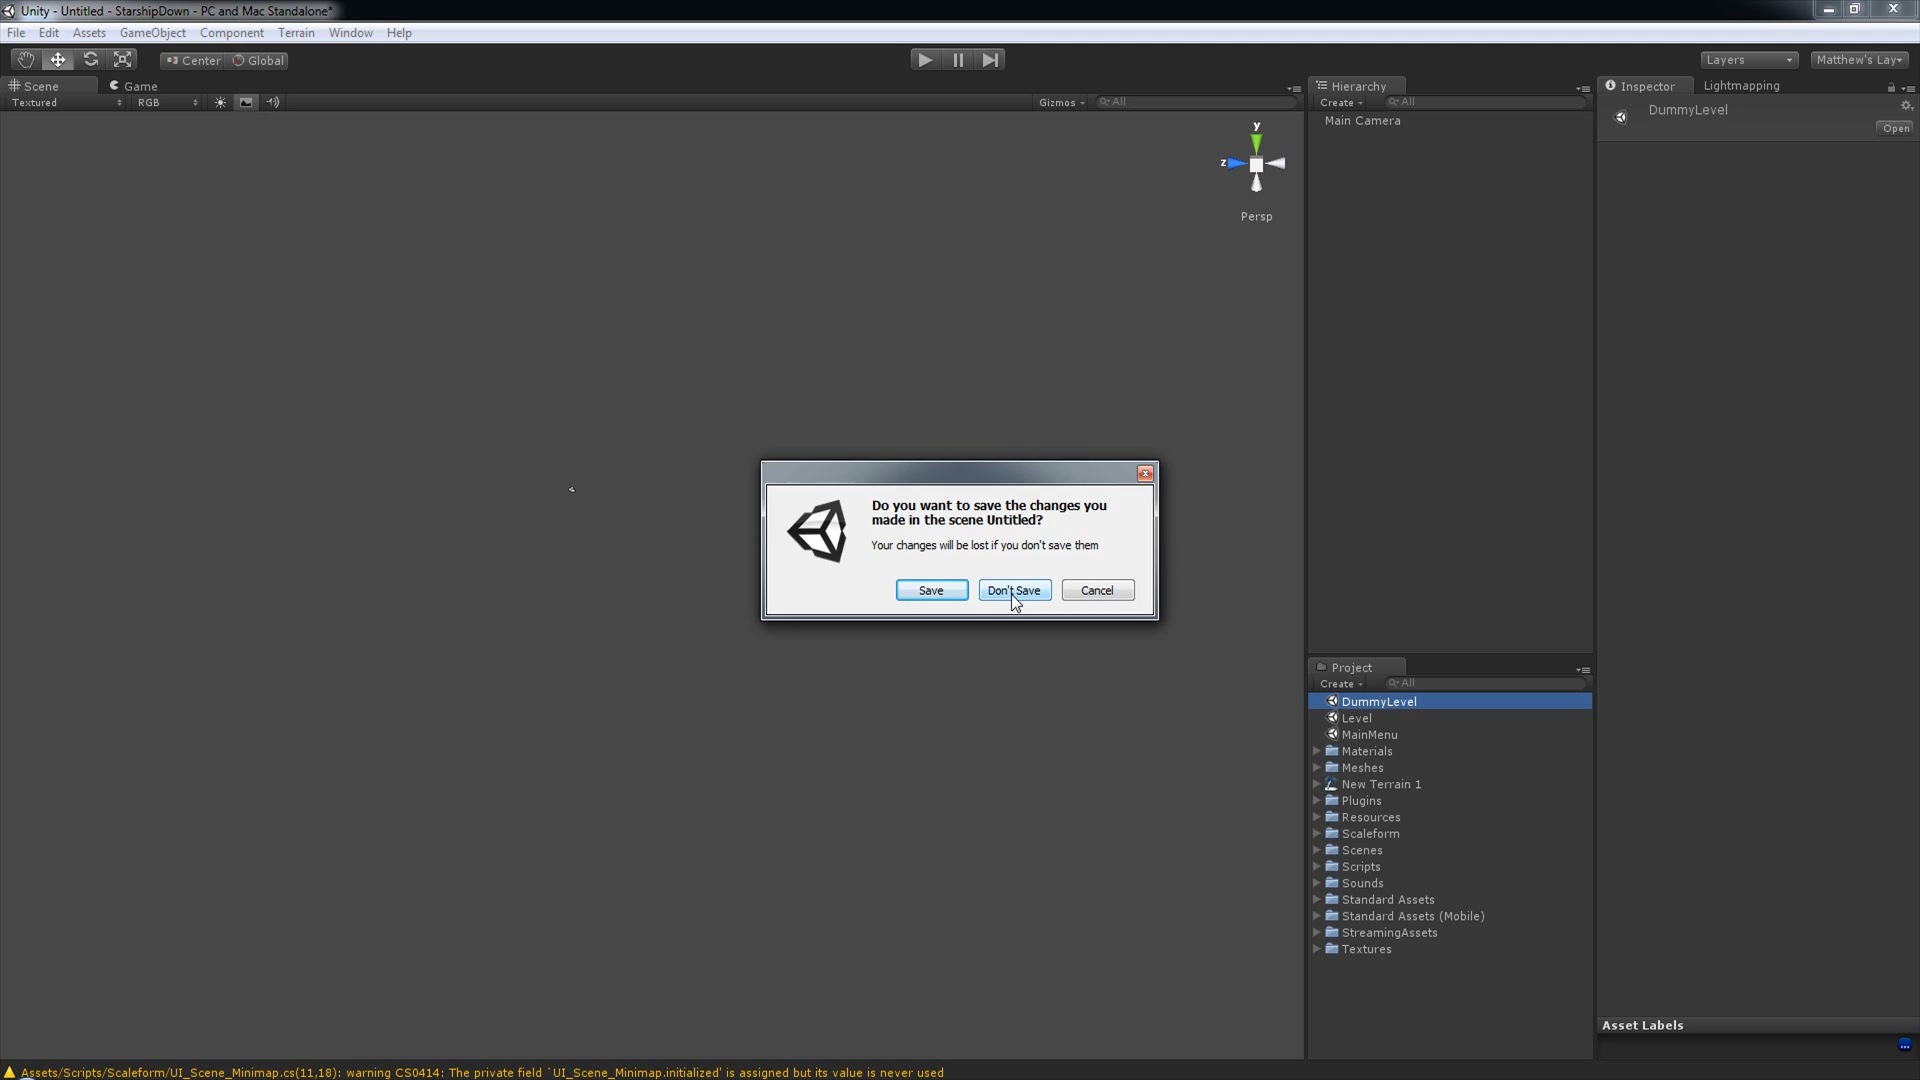 Unity - Untitled - StarshipDown - PC and Mac Standalone*
File Edit Assets GameObject Component Terrain Window Help
Center Global Layers Matthew's Lay
Scene Game Hierarchy Inspector Lightmapping
Textured RGB Gizmos All Create All
DummyLevel
Open
Main Camera
y
z
Persp
Do you want to save the changes you
made in the scene Untitled?
Your changes will be lost if you don't save them
Save Don't Save Cancel
Project
Create All
DummyLevel
Level
MainMenu
Materials
Meshes
New Terrain 1
Plugins
Resources
Scaleform
Scenes
Scripts
Sounds
Standard Assets
Standard Assets (Mobile)
StreamingAssets
Textures
Asset Labels
Assets/Scripts/Scaleform/UI_Scene_Minimap.cs(11,18): warning CS0414: The private field `UI_Scene_Minimap.initialized' is assigned but its value is never used